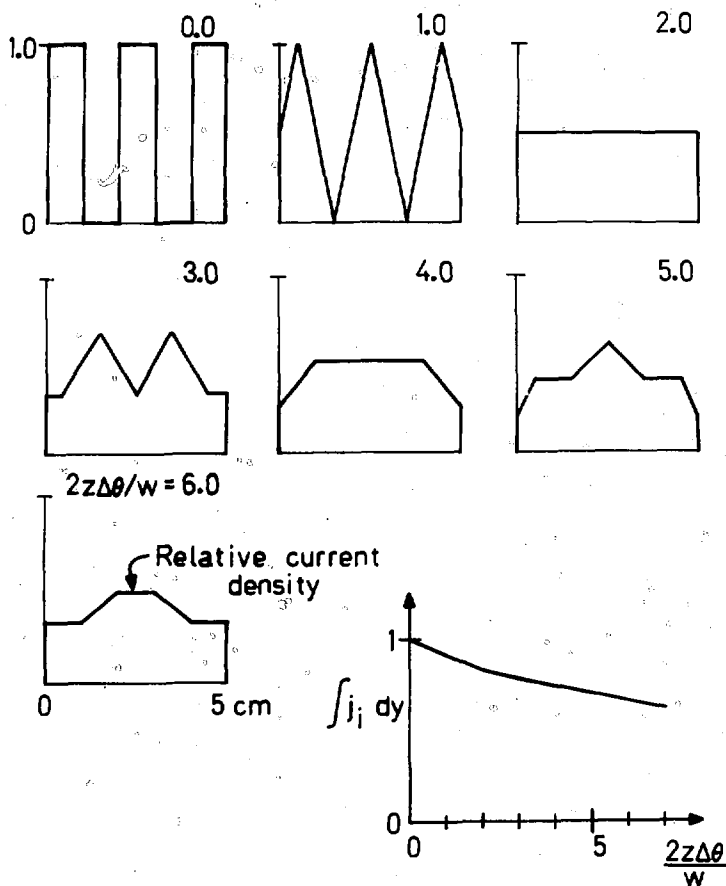 0.0 1.0 2.0
1.0
0
3.0 4.0 5.0
2zΔθ/w = 6.0
Relative current
density
0 5 cm
1
∫jᵢ dy
0
0 5 2zΔθ
w